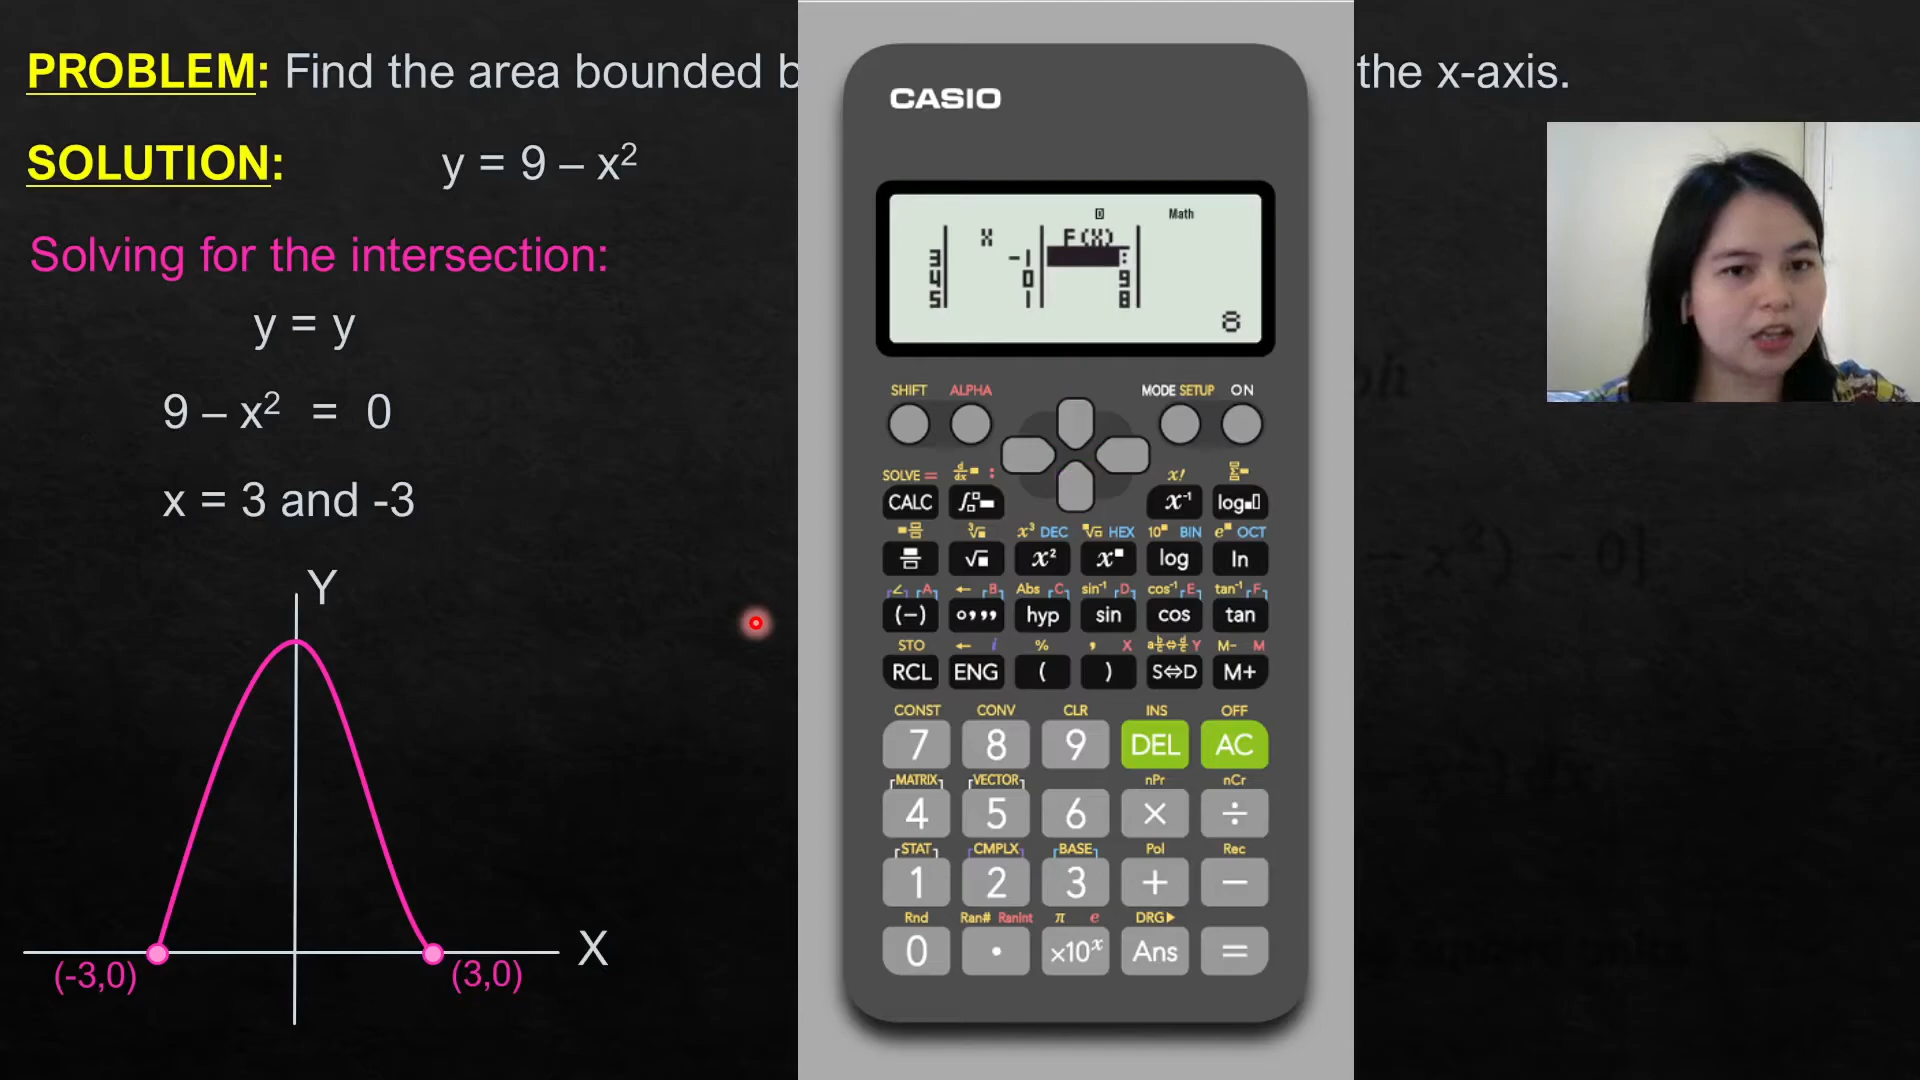 PROBLEM: Find the area bounded b
the x-axis.
SOLUTION: y = 9 – x²
Solving for the intersection:
y = y
9 – x² = 0
x = 3 and -3
Y
X
(-3,0)
(3,0)
CASIO
D Math
X F(X)
3 -1
4 0 9
5 1 8
8
SHIFT ALPHA MODE SETUP ON
SOLVE = d/dx : x!
CALC ∫ x⁻¹ log
³√ x³ DEC √ HEX 10 BIN e OCT
√ x² x log ln
∠ A ← B Abs C sin⁻¹ D cos⁻¹ E tan⁻¹ F
(−) °,,, hyp sin cos tan
STO ← i % , X a b/c⇔d/c Y M− M
RCL ENG ( ) S⇔D M+
CONST CONV CLR INS OFF
7 8 9 DEL AC
MATRIX VECTOR nPr nCr
4 5 6 × ÷
STAT CMPLX BASE Pol Rec
1 2 3 + −
Rnd Ran# RanInt π e DRG▶
0 · ×10ˣ Ans =